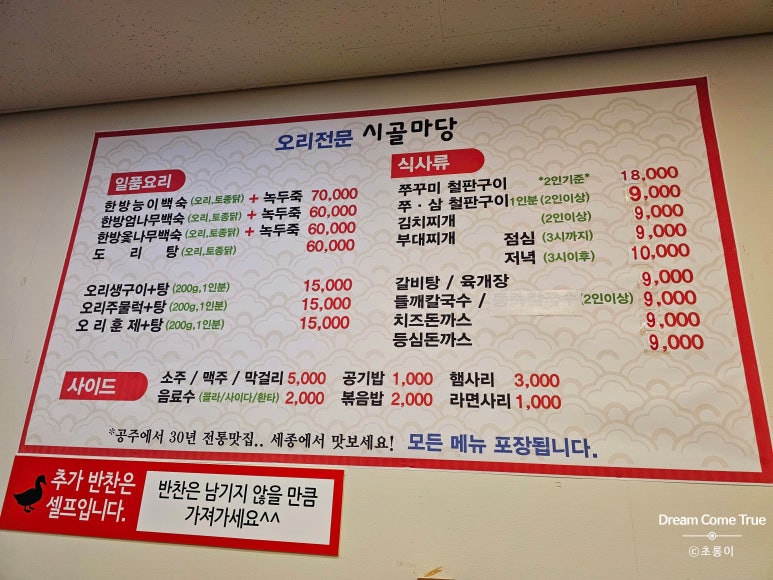 오리전문 시골마당
일품요리
한방능이백숙 (오리,토종닭) + 녹두죽 70,000
한방엄나무백숙 (오리,토종닭) + 녹두죽 60,000
한방옻나무백숙 (오리,토종닭) + 녹두죽 60,000
도 리 탕 (오리,토종닭) 60,000
오리생구이+탕 (200g,1인분) 15,000
오리주물럭+탕 (200g,1인분) 15,000
오리훈제+탕 (200g,1인분) 15,000
식사류
쭈꾸미 철판구이 *2인기준* 18,000
쭈·삼 철판구이 1인분 (2인이상) 9,000
김치찌개 (2인이상) 9,000
부대찌개 점심 (3시까지) 9,000
저녁 (3시이후) 10,000
갈비탕 / 육개장 9,000
들깨칼국수 / (2인이상) 9,000
치즈돈까스 9,000
등심돈까스 9,000
사이드
소주 / 맥주 / 막걸리 5,000 공기밥 1,000 햄사리 3,000
음료수 (콜라/사이다/환타) 2,000 볶음밥 2,000 라면사리 1,000
*공주에서 30년 전통맛집.. 세종에서 맛보세요! 모든 메뉴 포장됩니다.
추가 반찬은
셀프입니다.
반찬은 남기지 않을 만큼
가져가세요^^
Dream Come True
©초롱이